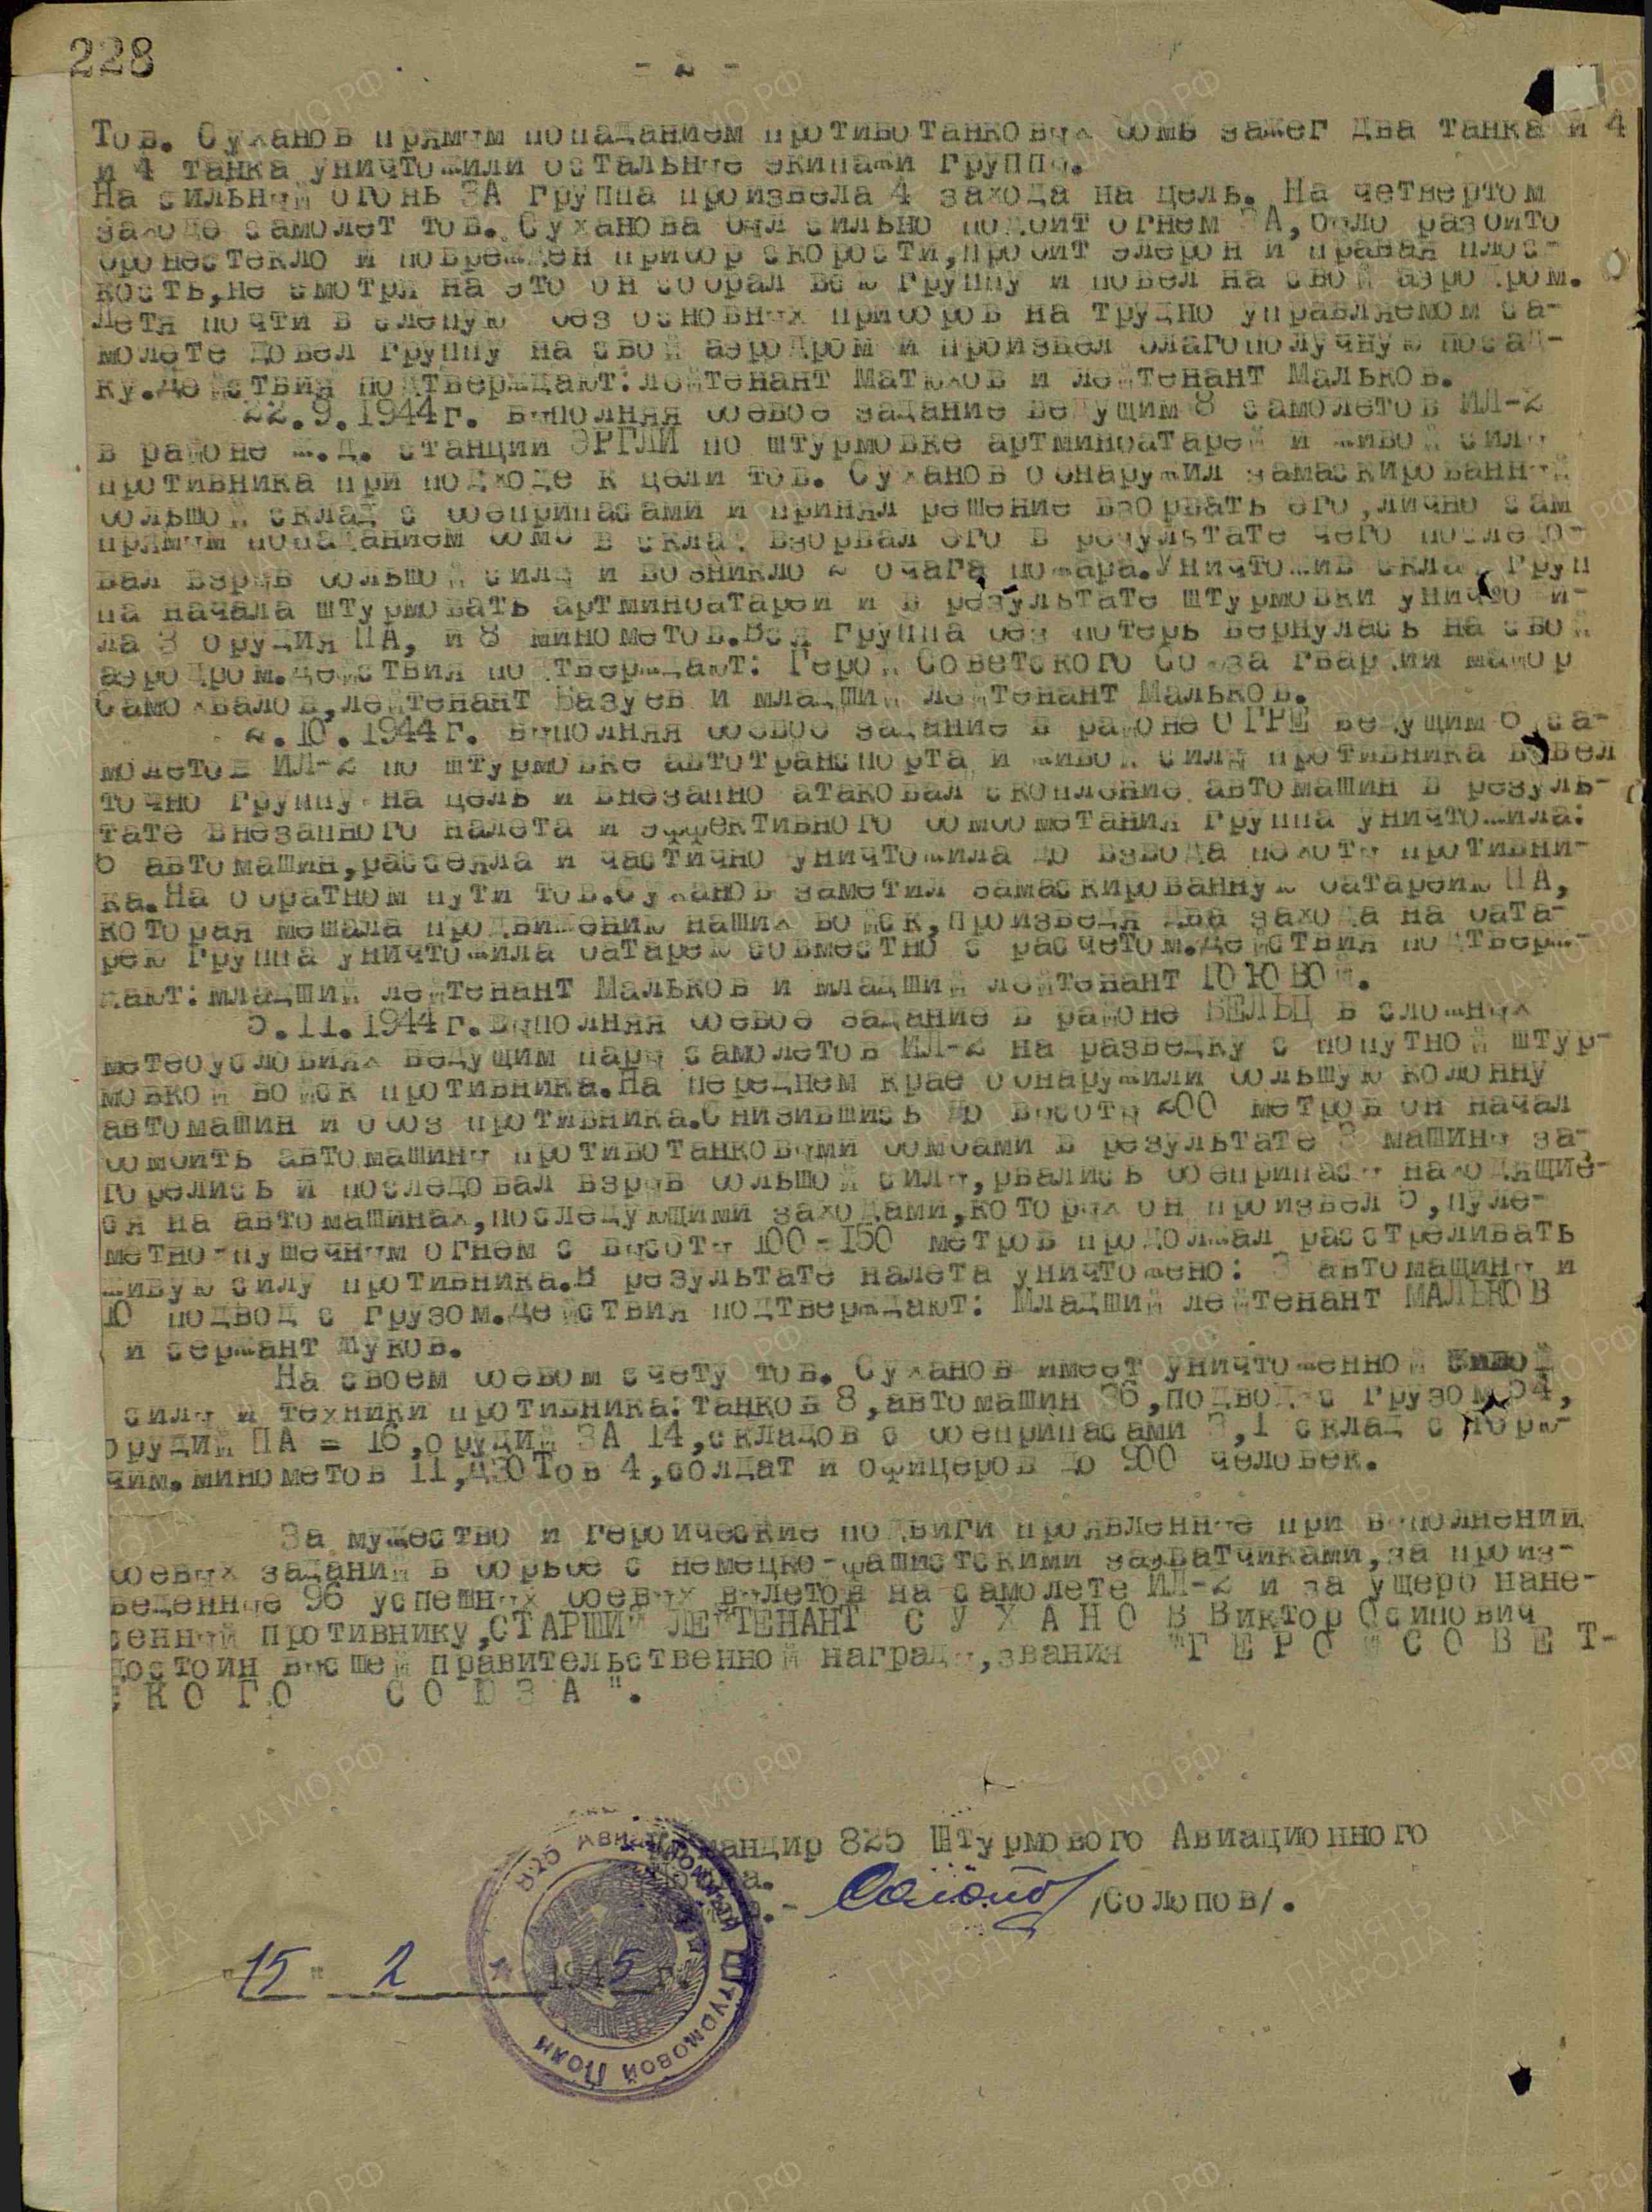 228
- 2 -
Тов. Суханов прямым попаданием противотанковых бомб зажег два танка и 4
и 4 танка уничтожили остальные экипажи группы.
На сильный огонь ЗА группа произвела 4 захода на цель. На четвертом
заходе самолет тов. Суханова был сильно подбит огнем ЗА, было разбито
бронестекло и поврежден прибор скорости,пробит элерон и правая плос-
кость,не смотря на это он собрал всю группу и повел на свой аэродром.
Летя почти в слепую без основных приборов на трудно управляемом са-
молете довел группу на свой аэродром и произвел благополучную посад-
ку.Действия подтверждают:лейтенант Матюхов и лейтенант Мальков.
22.9.1944г. Выполняя боевое задание ведущим 8 самолетов ИЛ-2
в районе ж.д. станции ЭРГЛИ по штурмовке артминбатарей и живой силы
противника при подходе к цели тов. Суханов обнаружил замаскированный
большой склад с боеприпасами и принял решение взорвать его,лично сам
прямым попаданием бомб в склад взорвал его в результате чего последо-
вал взрыв большой силы и возникло 2 очага пожара.Уничтожив склад груп
па начала штурмовать артминбатареи и в результате штурмовки уничто и-
ла 3 орудия ПА, и 8 минометов.Вся группа без потерь вернулась на свой
аэродром.Действия подтверждают: Герой Советского Союза гвардии майор
Самохвалов,лейтенант Вазуев и младший лейтенант Мальков.
2.10.1944г. Выполняя боевое задание в районе ОГРЕ ведущим 6 са-
молетов ИЛ-2 по штурмовке автотранспорта и живой силы противника вывел
точно группу на цель и внезапно атаковал скопление автомашин в резуль-
тате внезапного налета и эффективного бомбометания группа уничтожила:
5 автомашин,рассеяла и частично уничтожила до взвода пехоты противни-
ка.На обратном пути тов.Суханов заметил замаскированную батарею ПА,
которая мешала продвижению наших войск,произведя два захода на бата-
рею группа уничтожила батарею совместно с расчетом.Действия подтверж-
дают:младший лейтенант Мальков и младший лейтенант ГОЮВОЙ.
5.11.1944г.Выполняя боевое задание в районе ВЕЛЬЦ в сложных
метеоусловиях ведущим пары самолетов ИЛ-2 на разведку с попутной штур-
мовкой войск противника.На переднем крае обнаружили большую колонну
автомашин и обоз противника.Снизившись до высоты 200 метров он начал
бомбить автомашины противотанковыми бомбами в результате 3 машины за-
горелись и последовал взрыв большой силы,рвались боеприпасы находящие-
ся на автомашинах,последующими заходами,которых он произвел 5,пуле-
метно-пушечным огнем с высоты 100-150 метров продолжал расстреливать
живую силу противника.В результате налета уничтожено: 3 автомашины и
10 подвод с грузом.Действия подтверждают: Младший лейтенант МАЛЬКОВ
и сержант Жуков.
На своем боевом счету тов. Суханов имеет уничтоженной живой
силы и техники противника:танков 8,автомашин 36,подвод с грузом 54,
орудий ПА = 16,орудий ЗА 14,складов с боеприпасами 3,1 склад с горю-
чим.минометов 11,ДЗОТов 4,солдат и офицеров до 900 человек.
За мужество и героические подвиги проявленные при выполнений
боевых заданий в борьбе с немецко-фашистскими захватчиками,за произ-
веденные 96 успешных боевых вылетов на самолете ИЛ-2 и за ущерб нане-
сенный противнику,СТАРШИЙ ЛЕЙТЕНАНТ С У Х А Н О В Виктор Осипович
достоин высшей правительственной награды,звания "Г Е Р О Й С О В Е Т-
С К О Г О С О Ю З А".
Командир 825 Штурмового Авиационного
Полка.
/Солопов/.
"15" 2 1945 г.
825 Штурмовой Полк